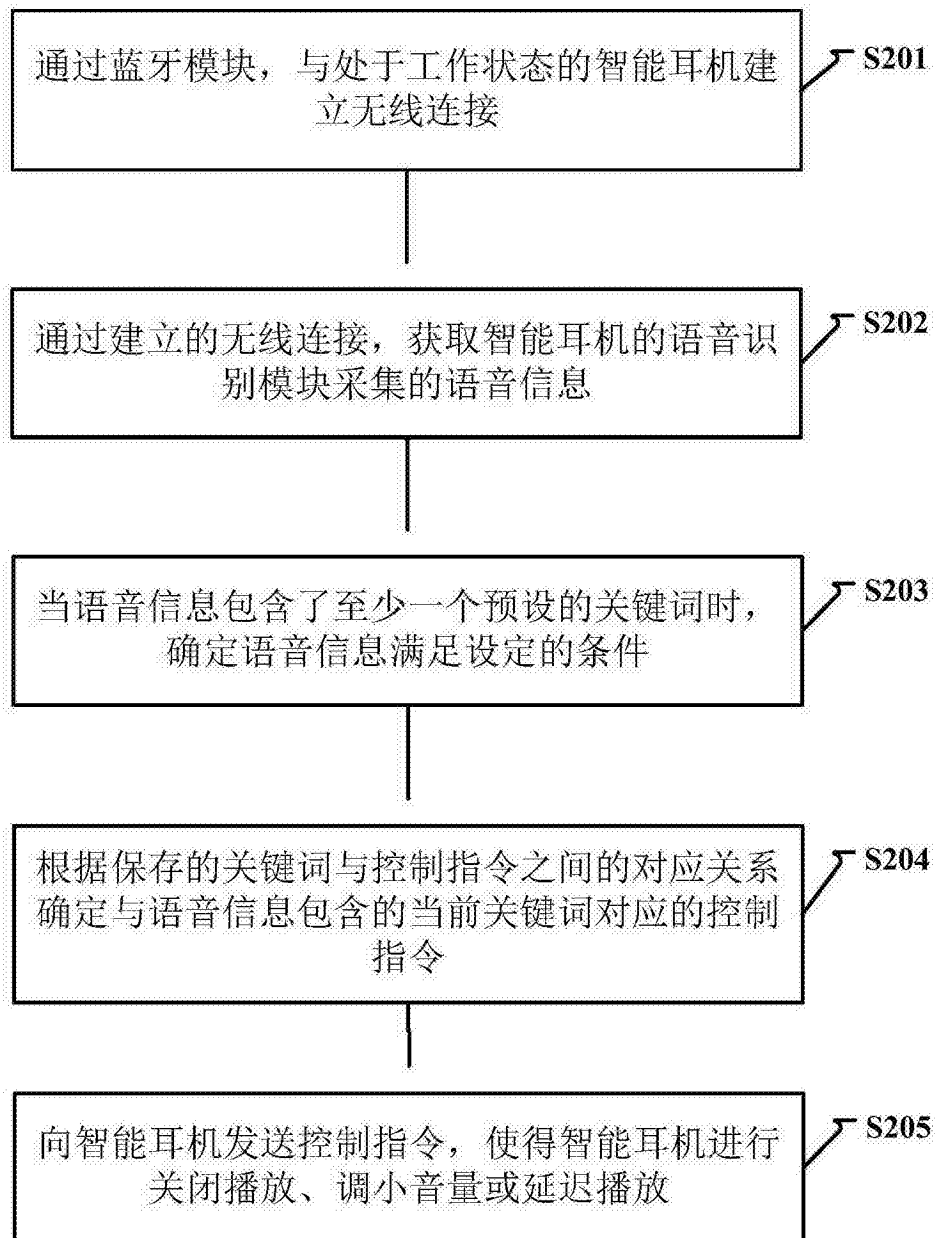 通过蓝牙模块，与处于工作状态的智能耳机建
立无线连接
S201
通过建立的无线连接，获取智能耳机的语音识
别模块采集的语音信息
S202
当语音信息包含了至少一个预设的关键词时，
确定语音信息满足设定的条件
S203
根据保存的关键词与控制指令之间的对应关系
确定与语音信息包含的当前关键词对应的控制
指令
S204
向智能耳机发送控制指令，使得智能耳机进行
关闭播放、调小音量或延迟播放
S205